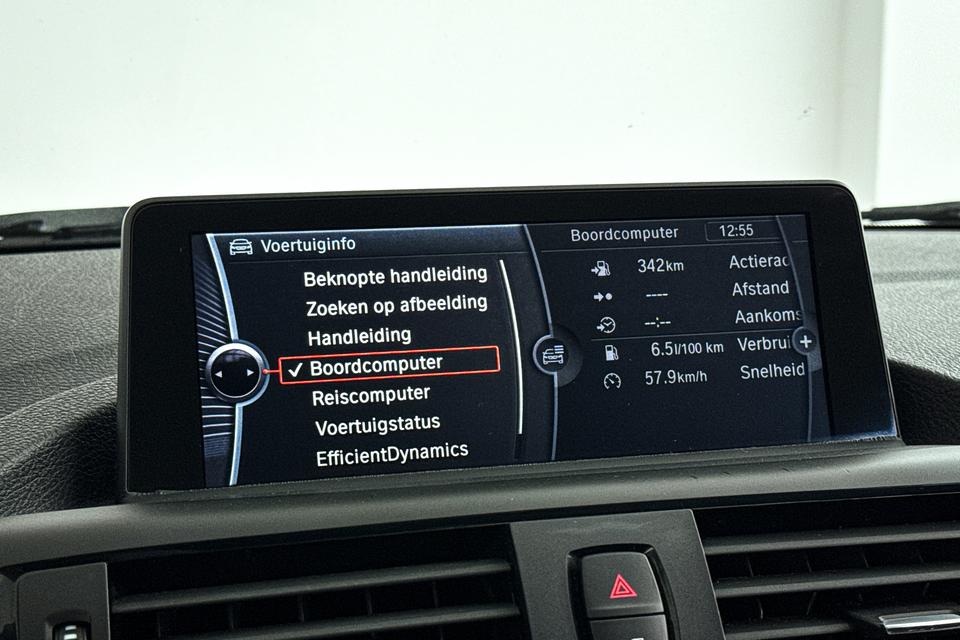 Voertuiginfo
Beknopte handleiding
Zoeken op afbeelding
Handleiding
✓ Boordcomputer
Reiscomputer
Voertuigstatus
EfficientDynamics
Boordcomputer 12:55
342km Actierac
---- Afstand
--:-- Aankoms
6.5l/100 km Verbrui
57.9km/h Snelheid
+